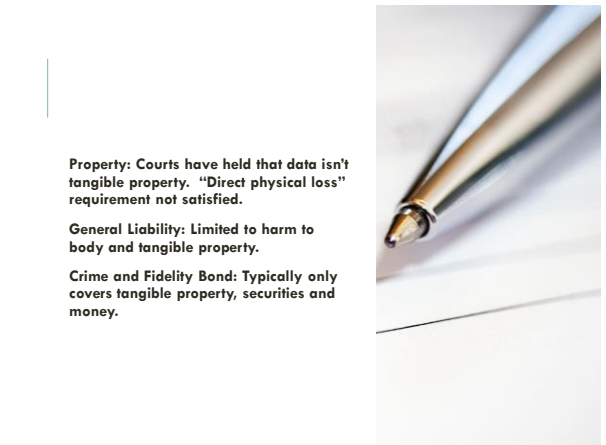 Property: Courts have held that data isn’t
tangible property.  “Direct physical loss”
requirement not satisfied.
General Liability: Limited to harm to
body and tangible property.
Crime and Fidelity Bond: Typically only
covers tangible property, securities and
money.